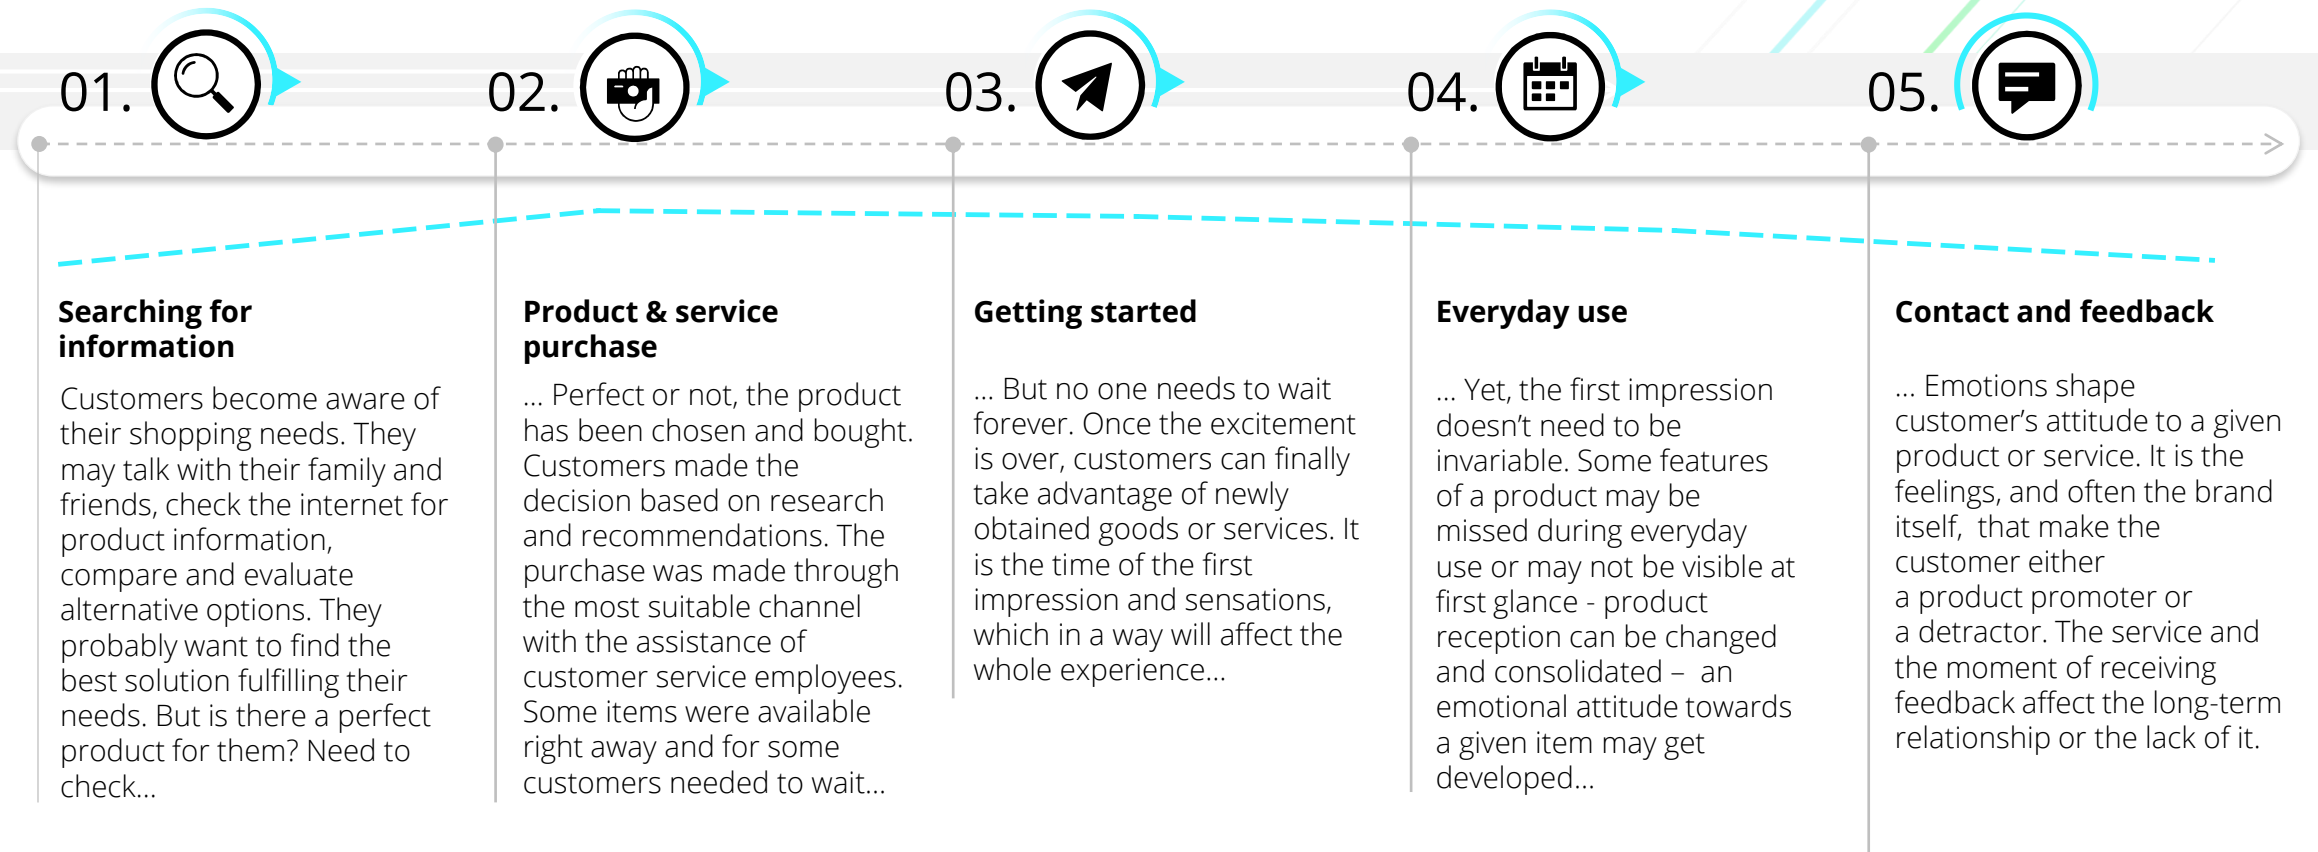 01.
02.
03.
04.
05.
Searching for
information
Customers become aware of
their shopping needs. They
may talk with their family and
friends, check the internet for
product information,
compare and evaluate
alternative options. They
probably want to find the
best solution fulfilling their
needs. But is there a perfect
product for them? Need to
check...
Product & service
purchase
... Perfect or not, the product
has been chosen and bought.
Customers made the
decision based on research
and recommendations. The
purchase was made through
the most suitable channel
with the assistance of
customer service employees.
Some items were available
right away and for some
customers needed to wait...
Getting started
... But no one needs to wait
forever. Once the excitement
is over, customers can finally
take advantage of newly
obtained goods or services. It
is the time of the first
impression and sensations,
which in a way will affect the
whole experience...
Everyday use
... Yet, the first impression
doesn’t need to be
invariable. Some features
of a product may be
missed during everyday
use or may not be visible at
first glance - product
reception can be changed
and consolidated – an
emotional attitude towards
a given item may get
developed...
Contact and feedback
... Emotions shape
customer’s attitude to a given
product or service. It is the
feelings, and often the brand
itself, that make the
customer either
a product promoter or
a detractor. The service and
the moment of receiving
feedback affect the long-term
relationship or the lack of it.